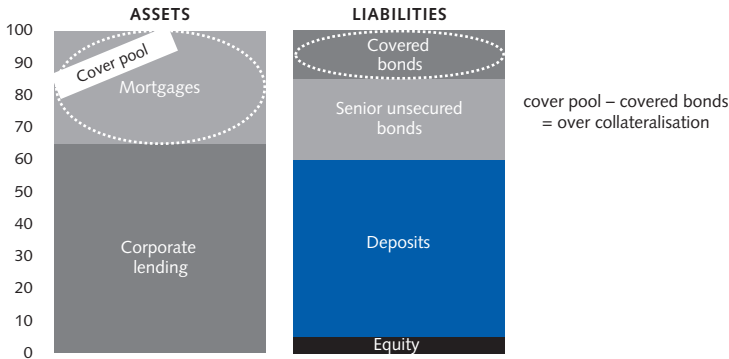 ASSETS
LIABILITIES
100
90
80
70
60
50
40
30
20
10
0
Cover pool
Mortgages
Corporate
lending
Covered
bonds
Senior unsecured
bonds
Deposits
Equity
cover pool – covered bonds
= over collateralisation